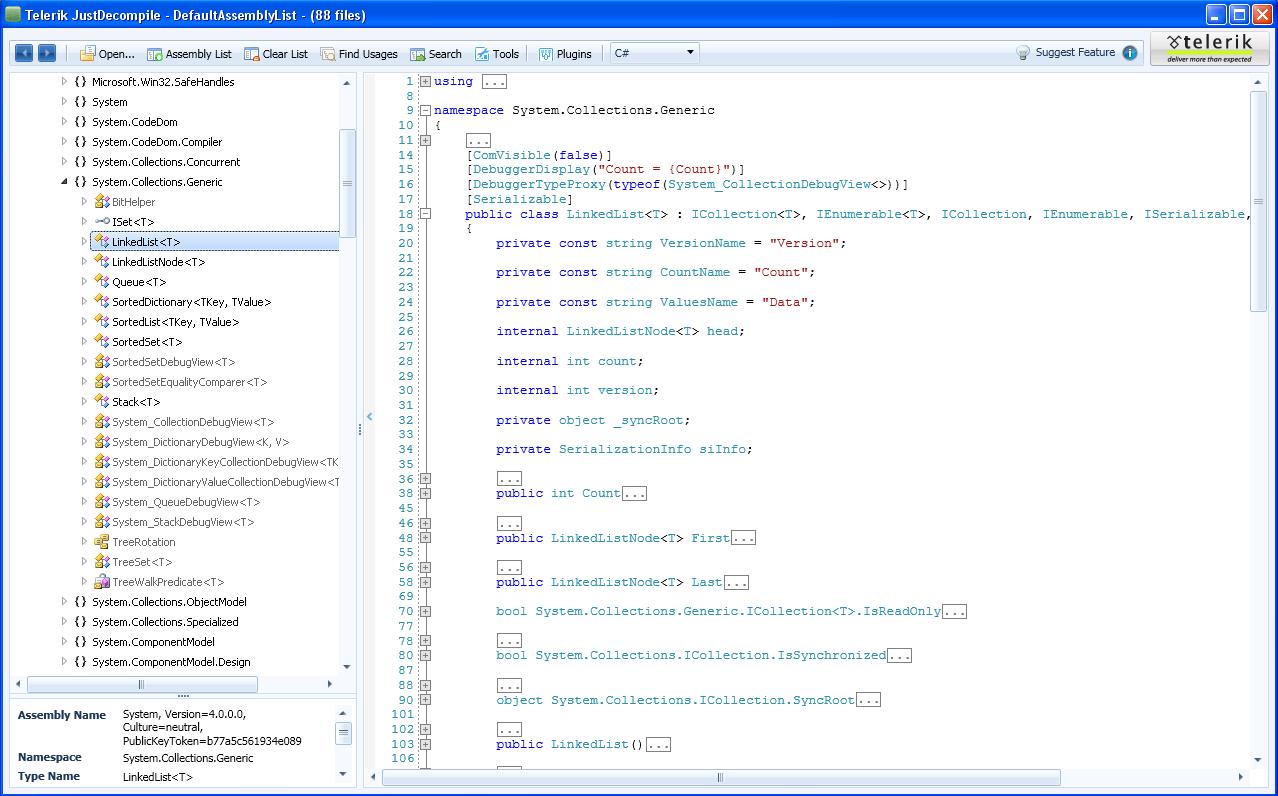 Telerik JustDecompile - DefaultAssemblyList - (88 files)
Open... Assembly List Clear List Find Usages Search Tools Plugins C# Suggest Feature
telerik
deliver more than expected
{} Microsoft.Win32.SafeHandles
{} System
{} System.CodeDom
{} System.CodeDom.Compiler
{} System.Collections.Concurrent
{} System.Collections.Generic
BitHelper
ISet<T>
LinkedList<T>
LinkedListNode<T>
Queue<T>
SortedDictionary<TKey, TValue>
SortedList<TKey, TValue>
SortedSet<T>
SortedSetDebugView<T>
SortedSetEqualityComparer<T>
Stack<T>
System_CollectionDebugView<T>
System_DictionaryDebugView<K, V>
System_DictionaryKeyCollectionDebugView<TK
System_DictionaryValueCollectionDebugView<T
System_QueueDebugView<T>
System_StackDebugView<T>
TreeRotation
TreeSet<T>
TreeWalkPredicate<T>
{} System.Collections.ObjectModel
{} System.Collections.Specialized
{} System.ComponentModel
{} System.ComponentModel.Design
Assembly Name System, Version=4.0.0.0,
Culture=neutral,
PublicKeyToken=b77a5c561934e089
Namespace System.Collections.Generic
Type Name LinkedList<T>
1 using ...
8
9 namespace System.Collections.Generic
10 {
11 ...
14 [ComVisible(false)]
15 [DebuggerDisplay("Count = {Count}")]
16 [DebuggerTypeProxy(typeof(System_CollectionDebugView<>))]
17 [Serializable]
18 public class LinkedList<T> : ICollection<T>, IEnumerable<T>, ICollection, IEnumerable, ISerializable,
19 {
20 private const string VersionName = "Version";
21
22 private const string CountName = "Count";
23
24 private const string ValuesName = "Data";
25
26 internal LinkedListNode<T> head;
27
28 internal int count;
29
30 internal int version;
31
32 private object _syncRoot;
33
34 private SerializationInfo siInfo;
35
36 ...
38 public int Count...
45
46 ...
48 public LinkedListNode<T> First...
55
56 ...
58 public LinkedListNode<T> Last...
69
70 bool System.Collections.Generic.ICollection<T>.IsReadOnly...
77
78 ...
80 bool System.Collections.ICollection.IsSynchronized...
87
88 ...
90 object System.Collections.ICollection.SyncRoot...
101
102 ...
103 public LinkedList()...
106